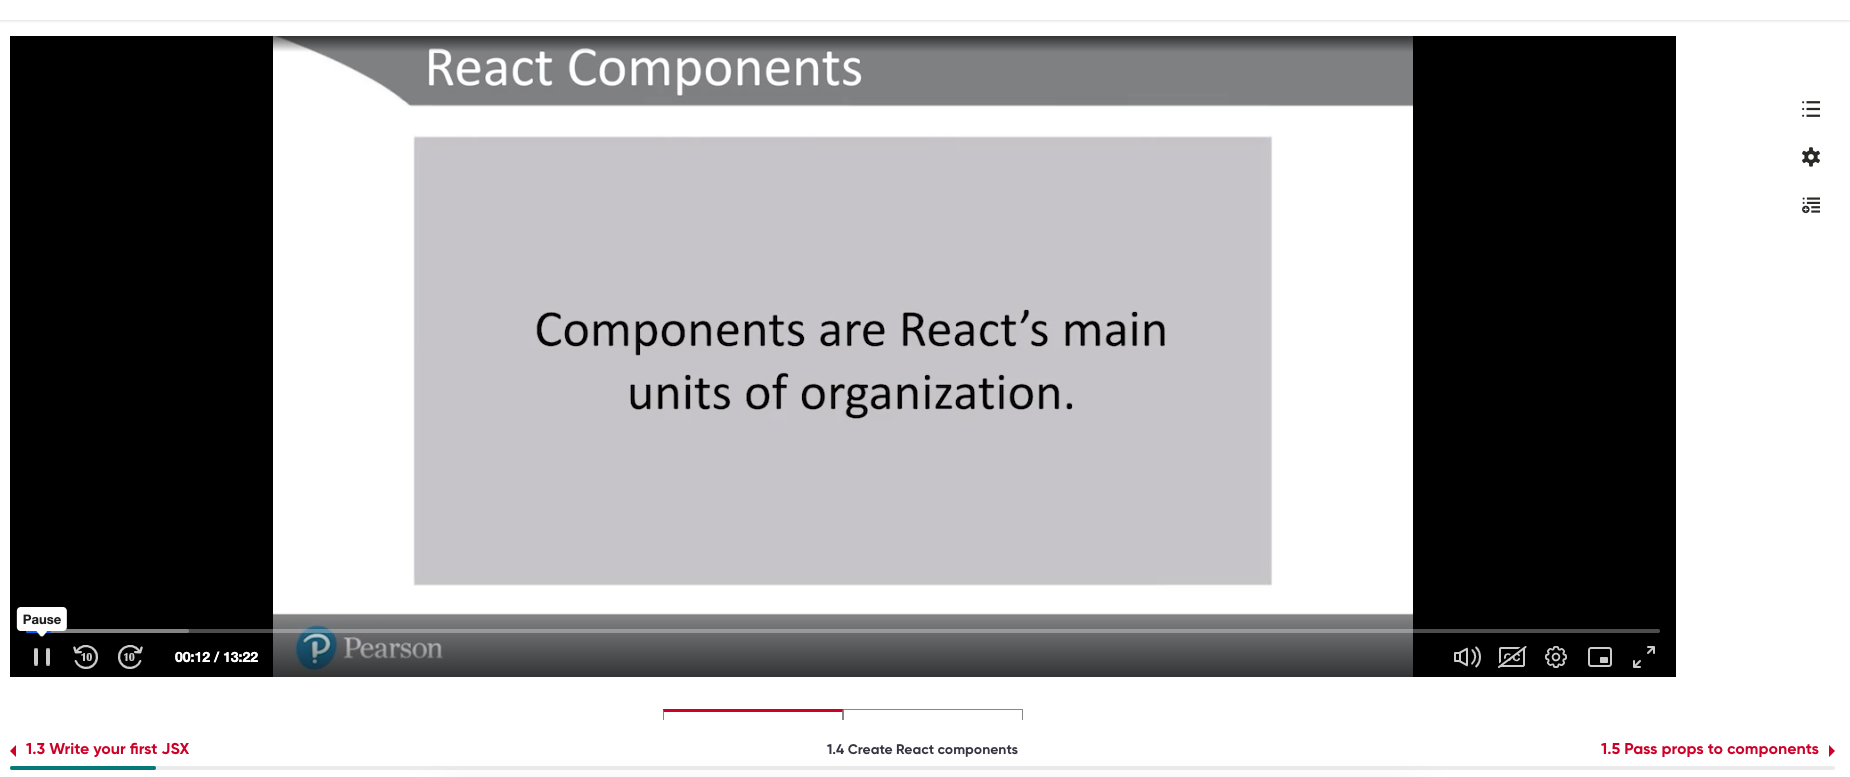 React Components
Components are React’s main
units of organization.
Pause
10
10
00:12 / 13:22
Pearson
CC
1.3 Write your first JSX
1.4 Create React components
1.5 Pass props to components